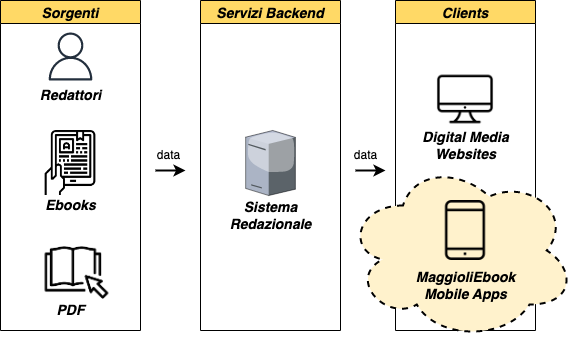 Sorgenti
Redattori
Ebooks
PDF
data
Servizi Backend
Sistema
Redazionale
data
Clients
Digital Media
Websites
MaggioliEbook
Mobile Apps